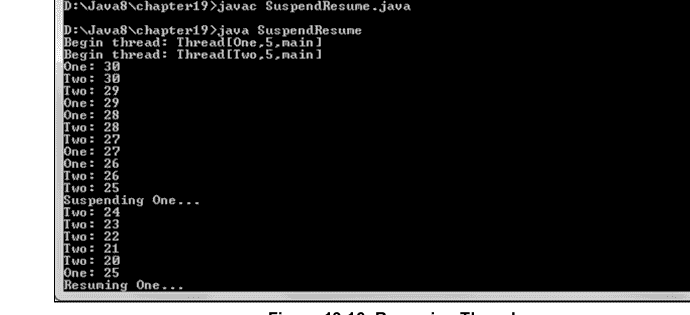 D:\Java8\chapter19>javac SuspendResume.java
D:\Java8\chapter19>java SuspendResume
Begin thread: Thread[One,5,main]
Begin thread: Thread[Two,5,main]
One: 30
Two: 30
Two: 29
One: 29
One: 28
Two: 28
Two: 27
One: 27
One: 26
Two: 26
Two: 25
Suspending One...
Two: 24
Two: 23
Two: 22
Two: 21
Two: 20
One: 25
Resuming One...